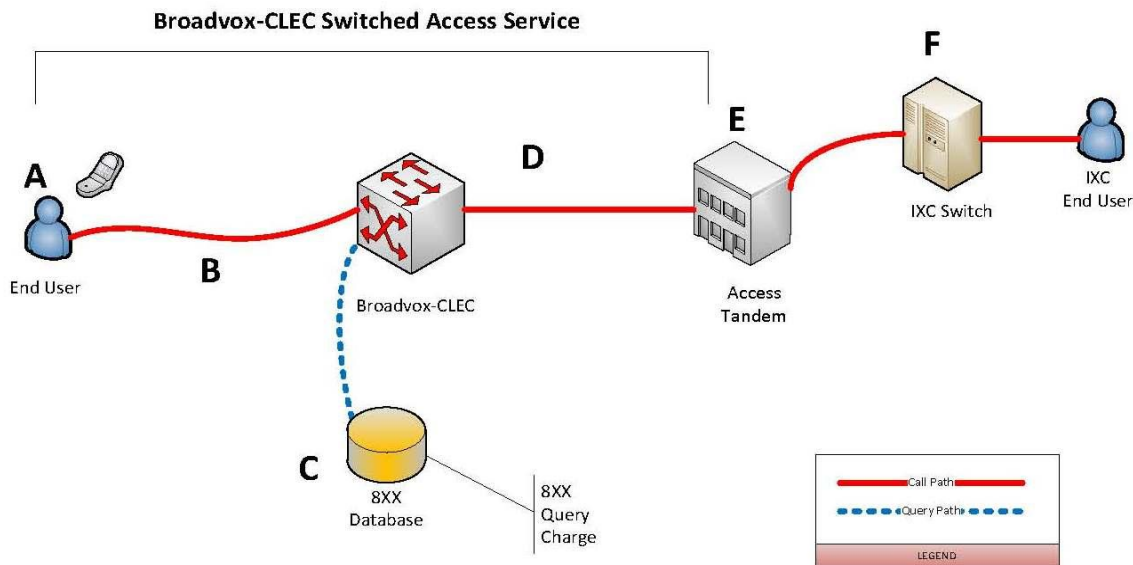 Broadvox-CLEC Switched Access Service
A
B
C
D
E
F
End User
Broadvox-CLEC
Access
Tandem
IXC Switch
IXC
End User
8XX
Database
8XX
Query
Charge
Call Path
Query Path
LEGEND